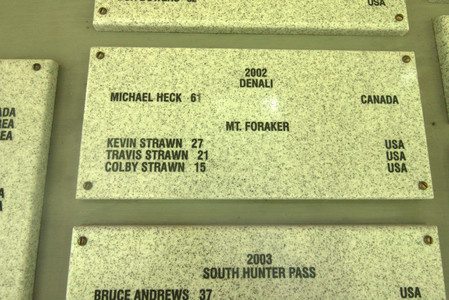 USA
2002
DENALI
MICHAEL HECK 61 CANADA
MT. FORAKER
KEVIN STRAWN 27 USA
TRAVIS STRAWN 21 USA
COLBY STRAWN 15 USA
2003
SOUTH HUNTER PASS
BRUCE ANDREWS 37 USA